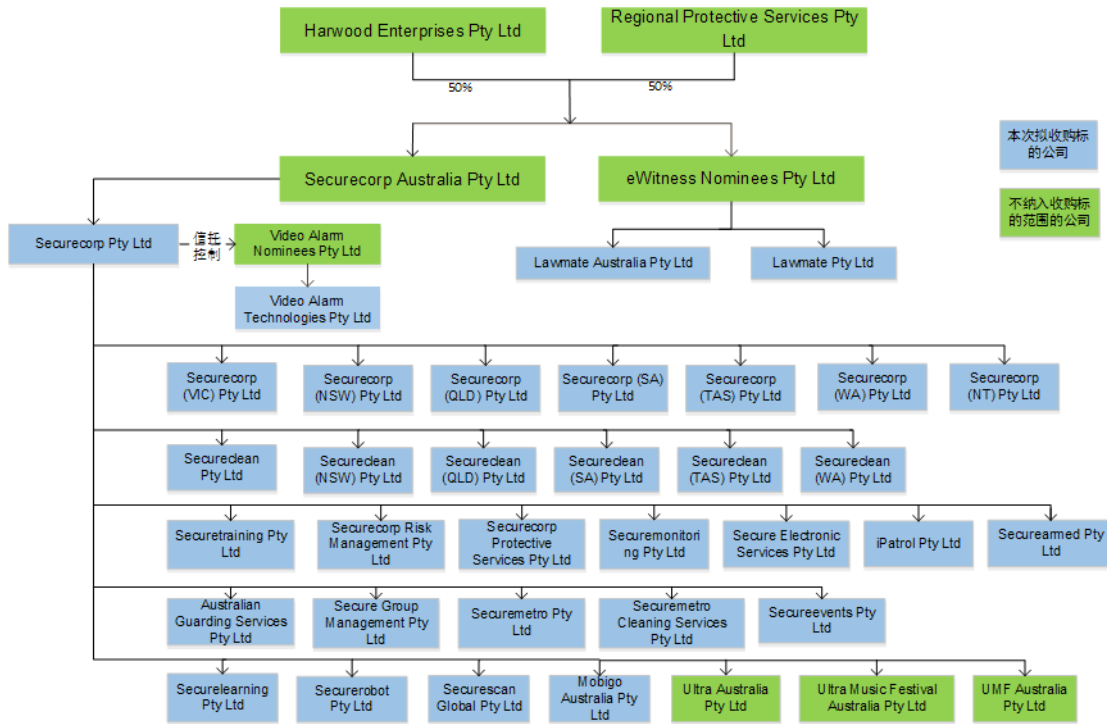 Harwood Enterprises Pty Ltd
Regional Protective Services Pty
Ltd
50%
50%
本次拟收购标
的公司
不纳入收购标
的范围的公司
Securecorp Australia Pty Ltd
eWitness Nominees Pty Ltd
Securecorp Pty Ltd
信托
控制
Video Alarm
Nominees Pty Ltd
Lawmate Australia Pty Ltd
Lawmate Pty Ltd
Video Alarm
Technologies Pty Ltd
Securecorp
(VIC) Pty Ltd
Securecorp
(NSW) Pty Ltd
Securecorp
(QLD) Pty Ltd
Securecorp (SA)
Pty Ltd
Securecorp
(TAS) Pty Ltd
Securecorp
(WA) Pty Ltd
Securecorp
(NT) Pty Ltd
Secureclean
Pty Ltd
Secureclean
(NSW) Pty Ltd
Secureclean
(QLD) Pty Ltd
Secureclean
(SA) Pty Ltd
Secureclean
(TAS) Pty Ltd
Secureclean
(WA) Pty Ltd
Securetraining Pty
Ltd
Securecorp Risk
Management Pty
Ltd
Securecorp
Protective
Services Pty Ltd
Securemonitori
ng Pty Ltd
Secure Electronic
Services Pty Ltd
iPatrol Pty Ltd
Securearmed Pty
Ltd
Australian
Guarding Services
Pty Ltd
Secure Group
Management Pty
Ltd
Securemetro Pty
Ltd
Securemetro
Cleaning Services
Pty Ltd
Secureevents Pty
Ltd
Securelearning
Pty Ltd
Securerobot
Pty Ltd
Securescan
Global Pty Ltd
Mobigo
Australia Pty
Ltd
Ultra Australia
Pty Ltd
Ultra Music Festival
Australia Pty Ltd
UMF Australia
Pty Ltd